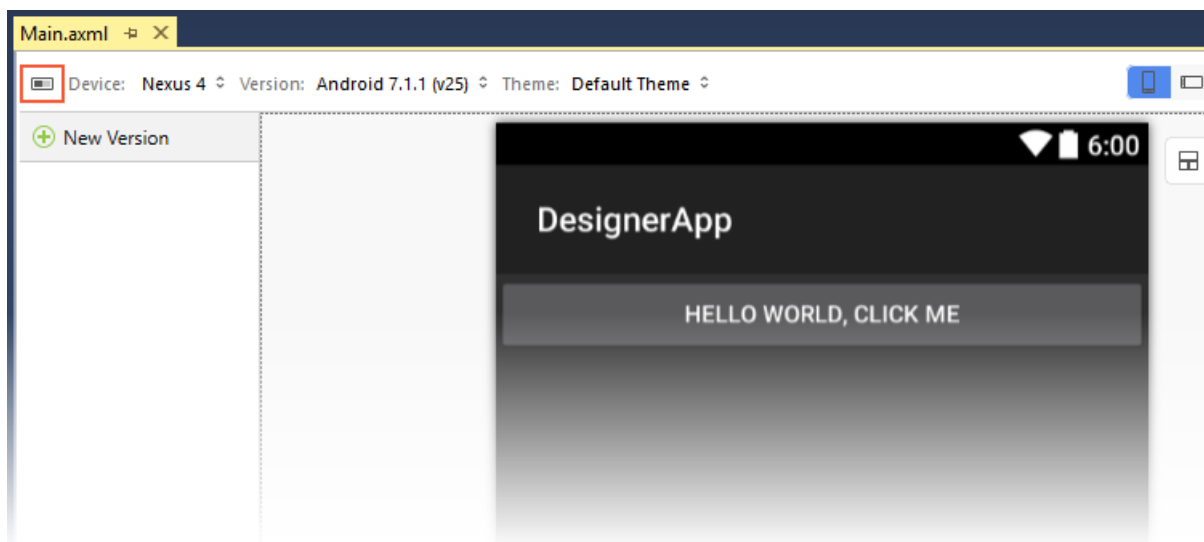 Main.axml
Device: Nexus 4 Version: Android 7.1.1 (v25) Theme: Default Theme
New Version
6:00
DesignerApp
HELLO WORLD, CLICK ME